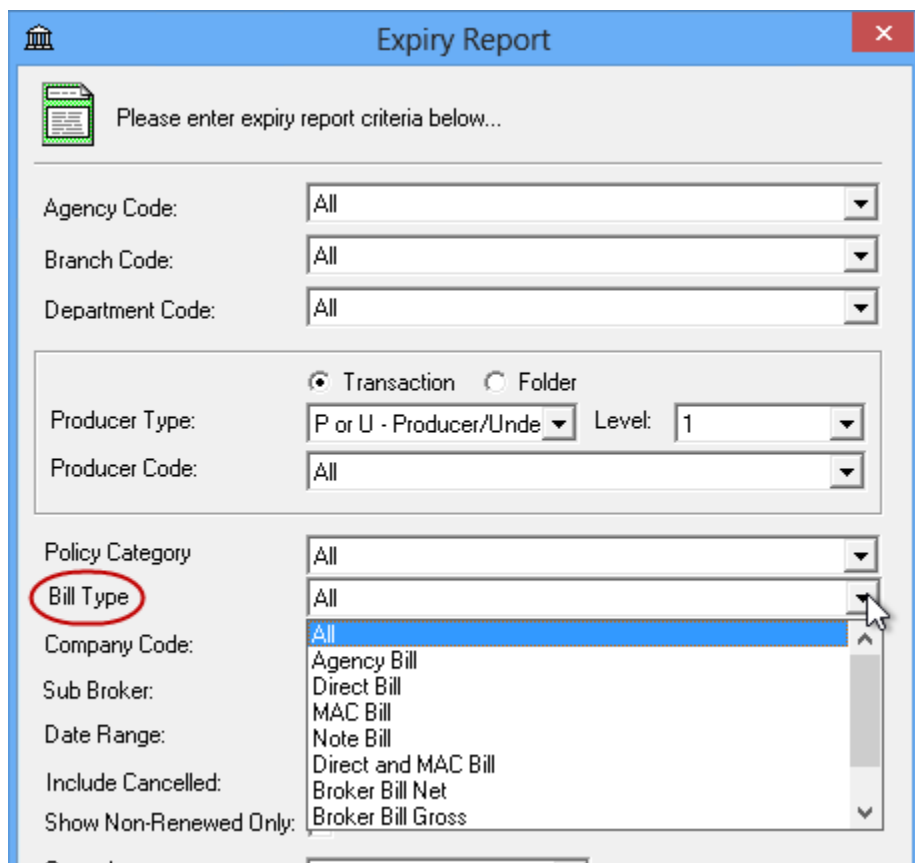 Expiry Report
Please enter expiry report criteria below...
Agency Code: All
Branch Code: All
Department Code: All
Transaction Folder
Producer Type: P or U - Producer/Unde Level: 1
Producer Code: All
Policy Category All
Bill Type All
All
Company Code:
Agency Bill
Sub Broker:
Direct Bill
MAC Bill
Date Range:
Note Bill
Direct and MAC Bill
Include Cancelled:
Broker Bill Net
Show Non-Renewed Only:
Broker Bill Gross